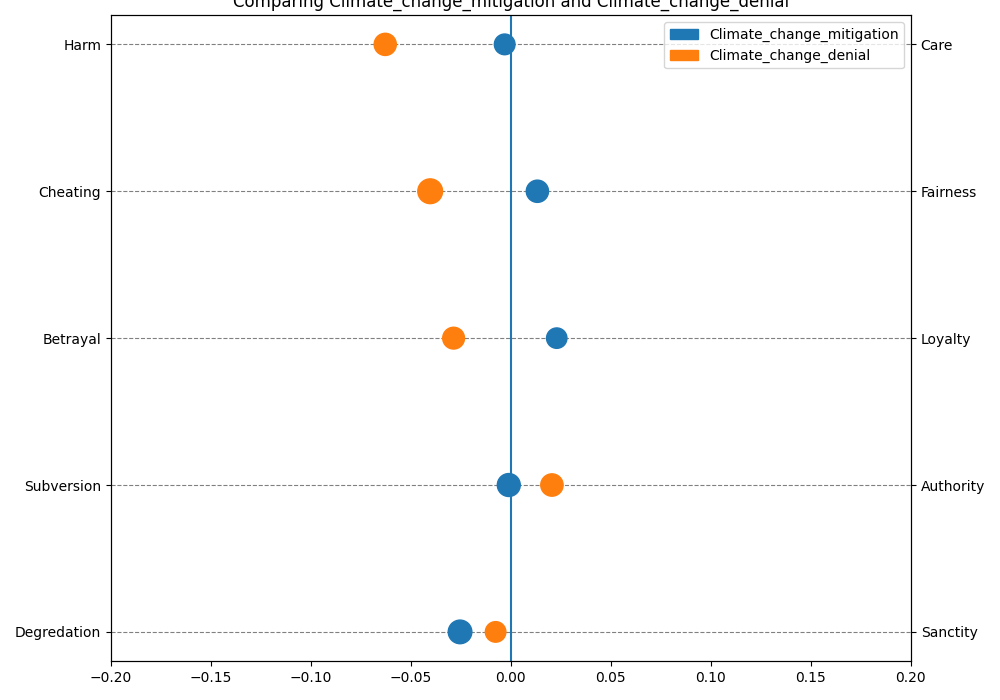 Comparing Climate_change_mitigation and Climate_change_denial
Climate_change_mitigation
Climate_change_denial
Harm
Care
Cheating
Fairness
Betrayal
Loyalty
Subversion
Authority
Degredation
Sanctity
−0.20 −0.15 −0.10 −0.05 0.00 0.05 0.10 0.15 0.20